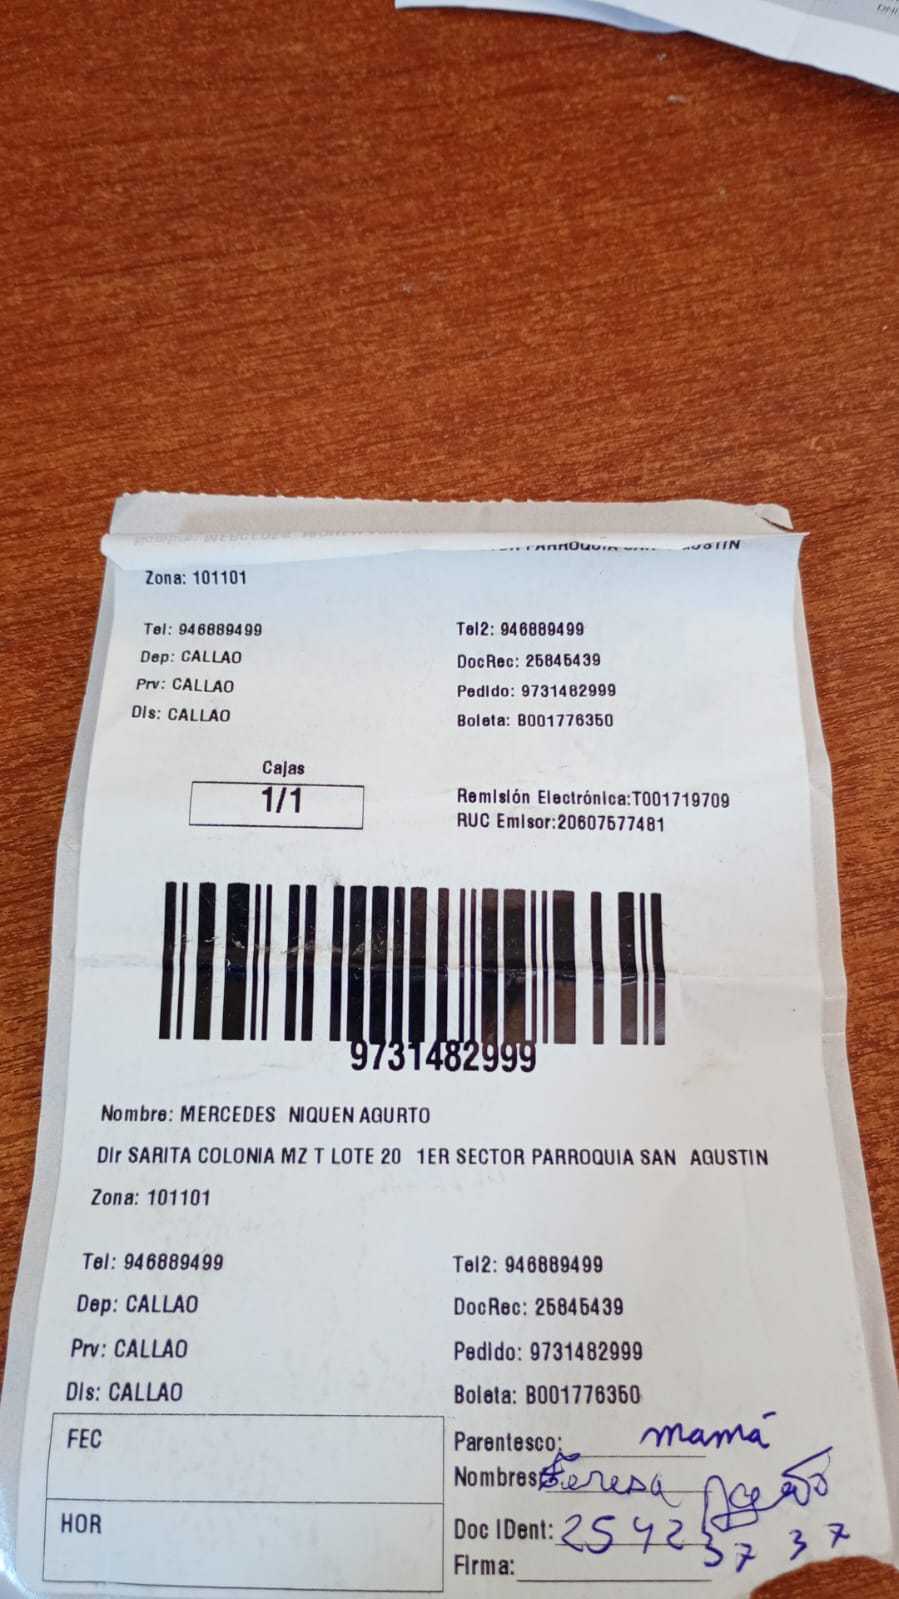 PARROQUIA SAN AGUSTIN
Zona: 101101
Tel: 946889499 Tel2: 946889499
Dep: CALLAO DocRec: 25845439
Prv: CALLAO Pedido: 9731482999
Dis: CALLAO Boleta: B001776350
Cajas
1/1
Remisión Electrónica:T001719709
RUC Emisor:20607577481
9731482999
Nombre: MERCEDES NIQUEN AGURTO
Dir SARITA COLONIA MZ T LOTE 20 1ER SECTOR PARROQUIA SAN AGUSTIN
Zona: 101101
Tel: 946889499 Tel2: 946889499
Dep: CALLAO DocRec: 25845439
Prv: CALLAO Pedido: 9731482999
Dis: CALLAO Boleta: B001776350
FEC
Parentesco: mamá
Nombres: Teresa
HOR
Doc IDent: 2542
Firma: